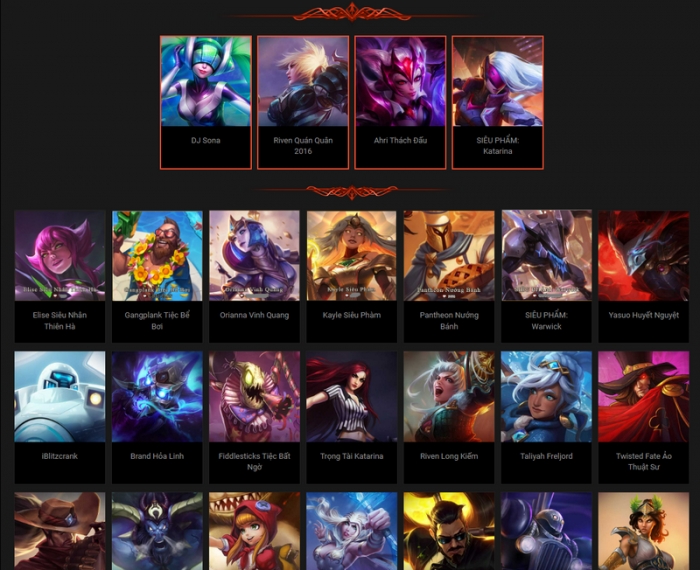 DJ Sona
Riven Quán Quân
2016
Ahri Thách Đấu
SIÊU PHẨM:
Katarina
Elise Siêu Nhân
Thiên Hà
Gangplank Tiệc Bể
Bơi
Orianna Vinh Quang
Kayle Siêu Phàm
Pantheon Nướng
Bánh
SIÊU PHẨM:
Warwick
Yasuo Huyết Nguyệt
iBlitzcrank
Brand Hỏa Linh
Fiddlesticks Tiệc Bất
Ngờ
Trọng Tài Katarina
Riven Long Kiếm
Taliyah Freljord
Twisted Fate Ảo
Thuật Sư